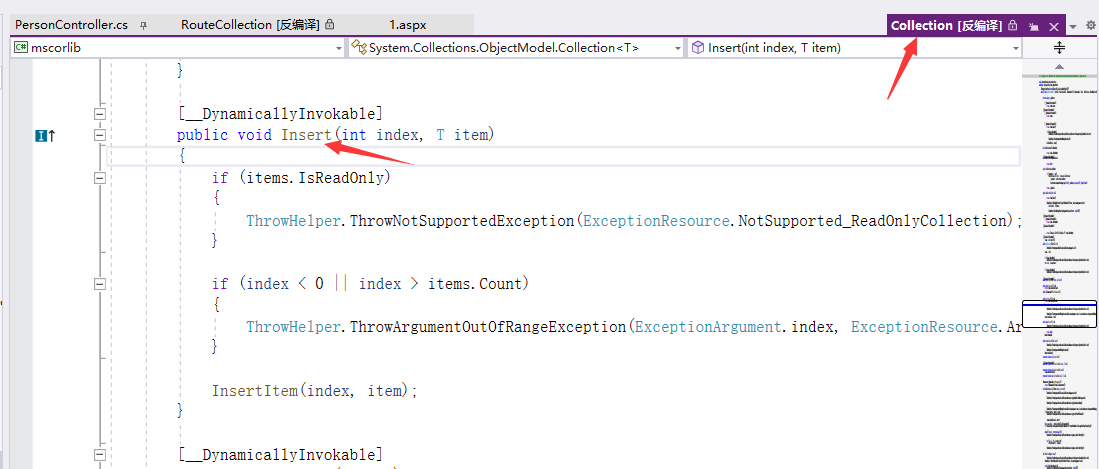 PersonController.cs RouteCollection [反编译] 1.aspx Collection [反编译]
C# mscorlib System.Collections.ObjectModel.Collection<T> Insert(int index, T item)
}
[__DynamicallyInvokable]
public void Insert(int index, T item)
{
if (items.IsReadOnly)
{
ThrowHelper.ThrowNotSupportedException(ExceptionResource.NotSupported_ReadOnlyCollection);
}
if (index < 0 || index > items.Count)
{
ThrowHelper.ThrowArgumentOutOfRangeException(ExceptionArgument.index, ExceptionResource.Ar
}
InsertItem(index, item);
}
[__DynamicallyInvokable]